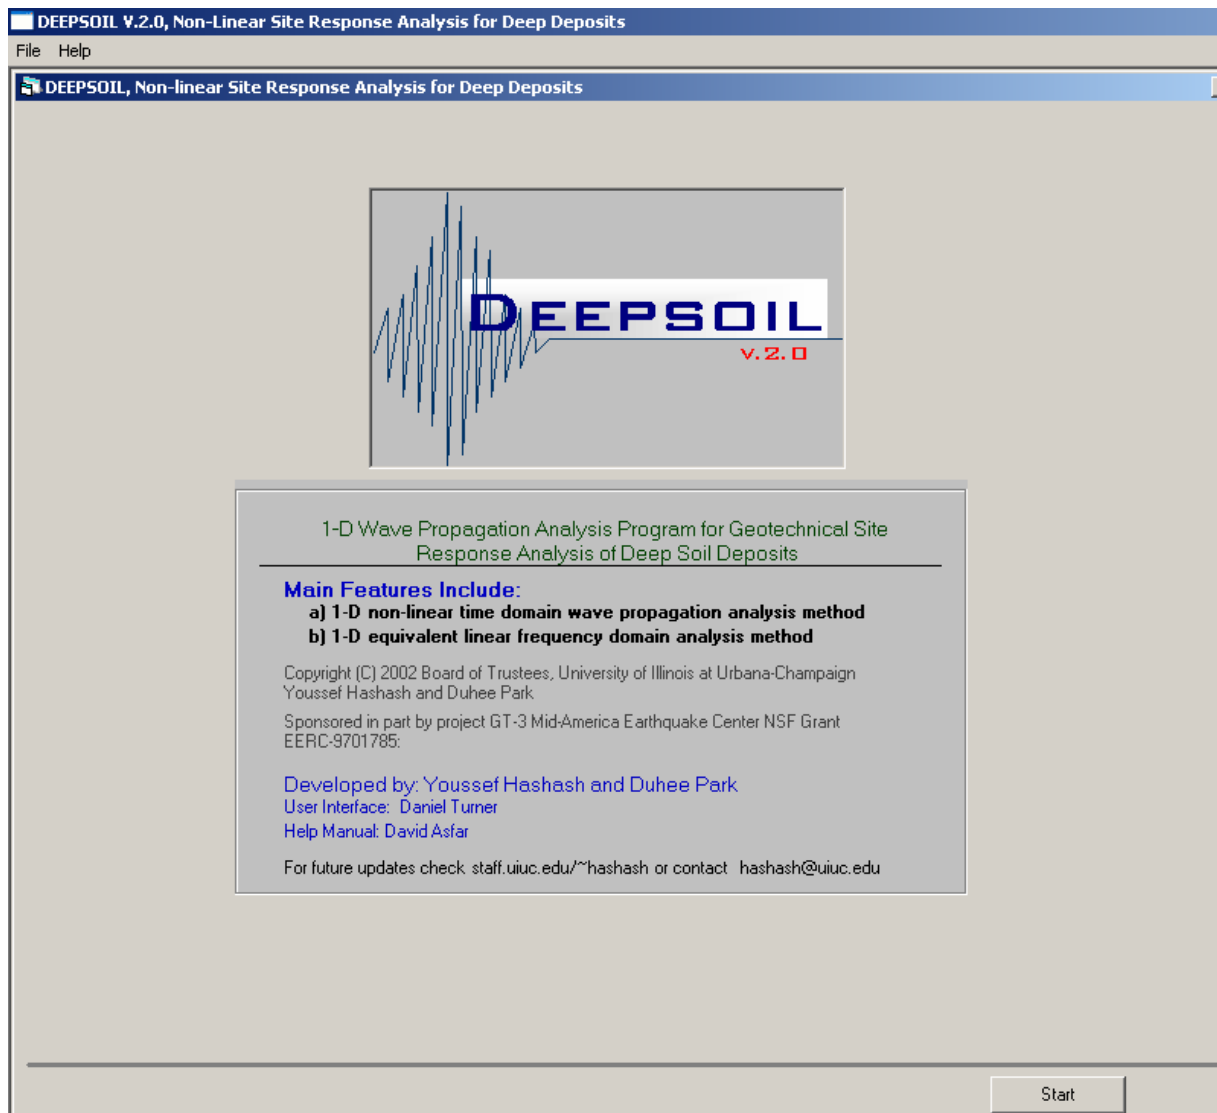 DEEPSOIL V.2.0, Non-Linear Site Response Analysis for Deep Deposits
File Help
DEEPSOIL, Non-linear Site Response Analysis for Deep Deposits
DEEPSOIL
v.2.0
1-D Wave Propagation Analysis Program for Geotechnical Site
Response Analysis of Deep Soil Deposits
Main Features Include:
a) 1-D non-linear time domain wave propagation analysis method
b) 1-D equivalent linear frequency domain analysis method
Copyright (C) 2002 Board of Trustees, University of Illinois at Urbana-Champaign
Youssef Hashash and Duhee Park
Sponsored in part by project GT-3 Mid-America Earthquake Center NSF Grant
EERC-9701785:
Developed by: Youssef Hashash and Duhee Park
User Interface: Daniel Turner
Help Manual: David Asfar
For future updates check staff.uiuc.edu/~hashash or contact hashash@uiuc.edu
Start